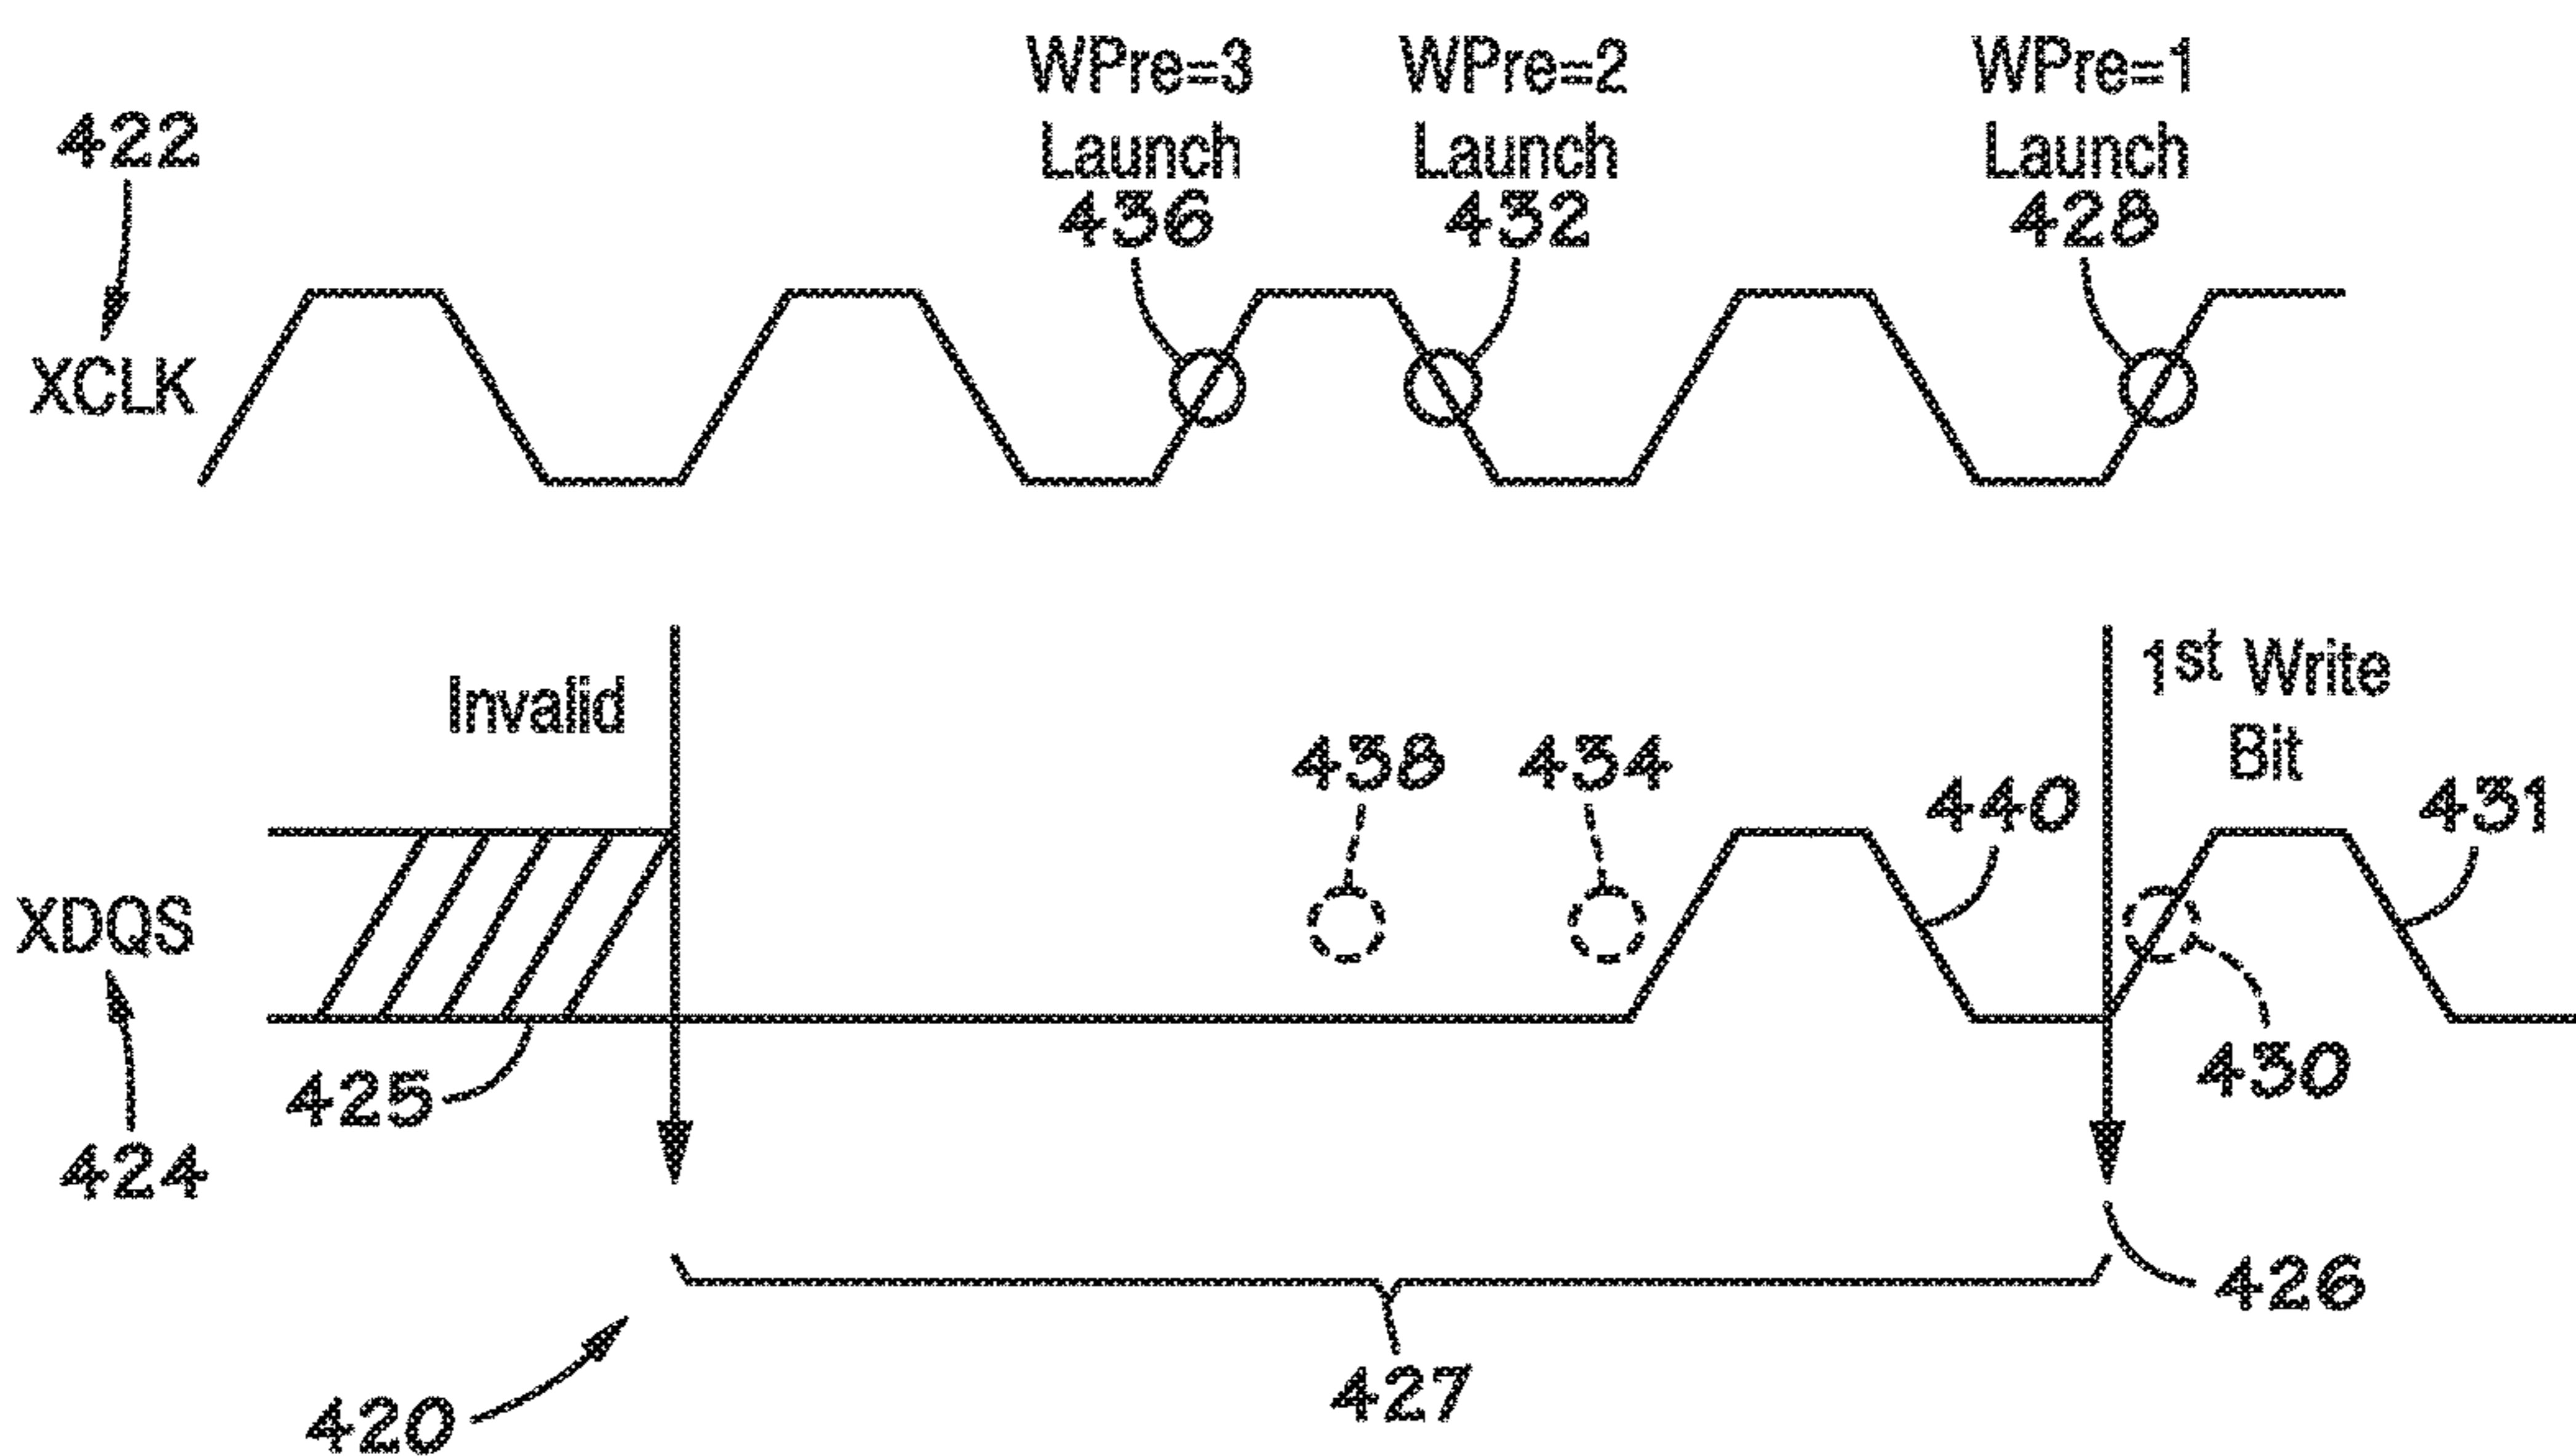 WPre=3 WPre=2 WPre=1
Launch Launch Launch
422
436 432 428
XCLK
Invalid
1st Write
Bit
438 434 440 431
XDQS
425
430
424
426
427
420